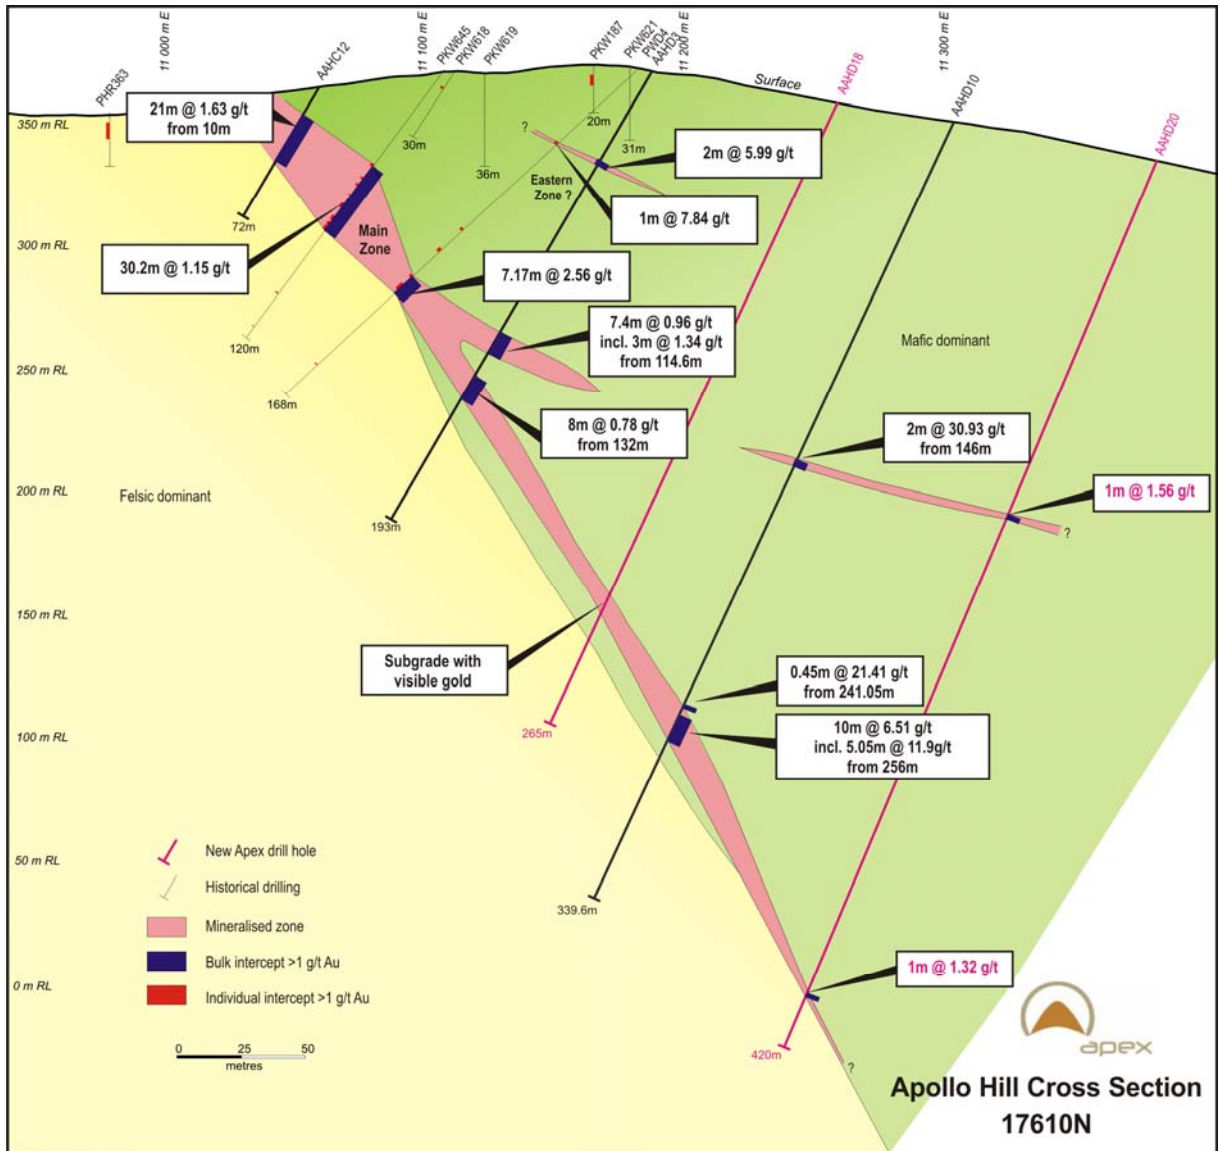 11 000 m E
11 100 m E
11 200 m E
11 300 m E
PHR363
AAHC12
PKW645
PKW618
PKW619
PKW187
PKW621
PWD4
AAHD3
Surface
AAHD18
AAHD10
AAHD20
350 m RL
300 m RL
250 m RL
200 m RL
150 m RL
100 m RL
50 m RL
0 m RL
21m @ 1.63 g/t
from 10m
30m
36m
20m
31m
?
2m @ 5.99 g/t
Eastern
Zone ?
1m @ 7.84 g/t
72m
Main
Zone
30.2m @ 1.15 g/t
7.17m @ 2.56 g/t
7.4m @ 0.96 g/t
incl. 3m @ 1.34 g/t
from 114.6m
Mafic dominant
120m
168m
8m @ 0.78 g/t
from 132m
2m @ 30.93 g/t
from 146m
1m @ 1.56 g/t
?
Felsic dominant
193m
Subgrade with
visible gold
0.45m @ 21.41 g/t
from 241.05m
10m @ 6.51 g/t
incl. 5.05m @ 11.9g/t
from 256m
265m
339.6m
1m @ 1.32 g/t
420m
?
New Apex drill hole
Historical drilling
Mineralised zone
Bulk intercept >1 g/t Au
Individual intercept >1 g/t Au
0 25 50
metres
apex
Apollo Hill Cross Section
17610N